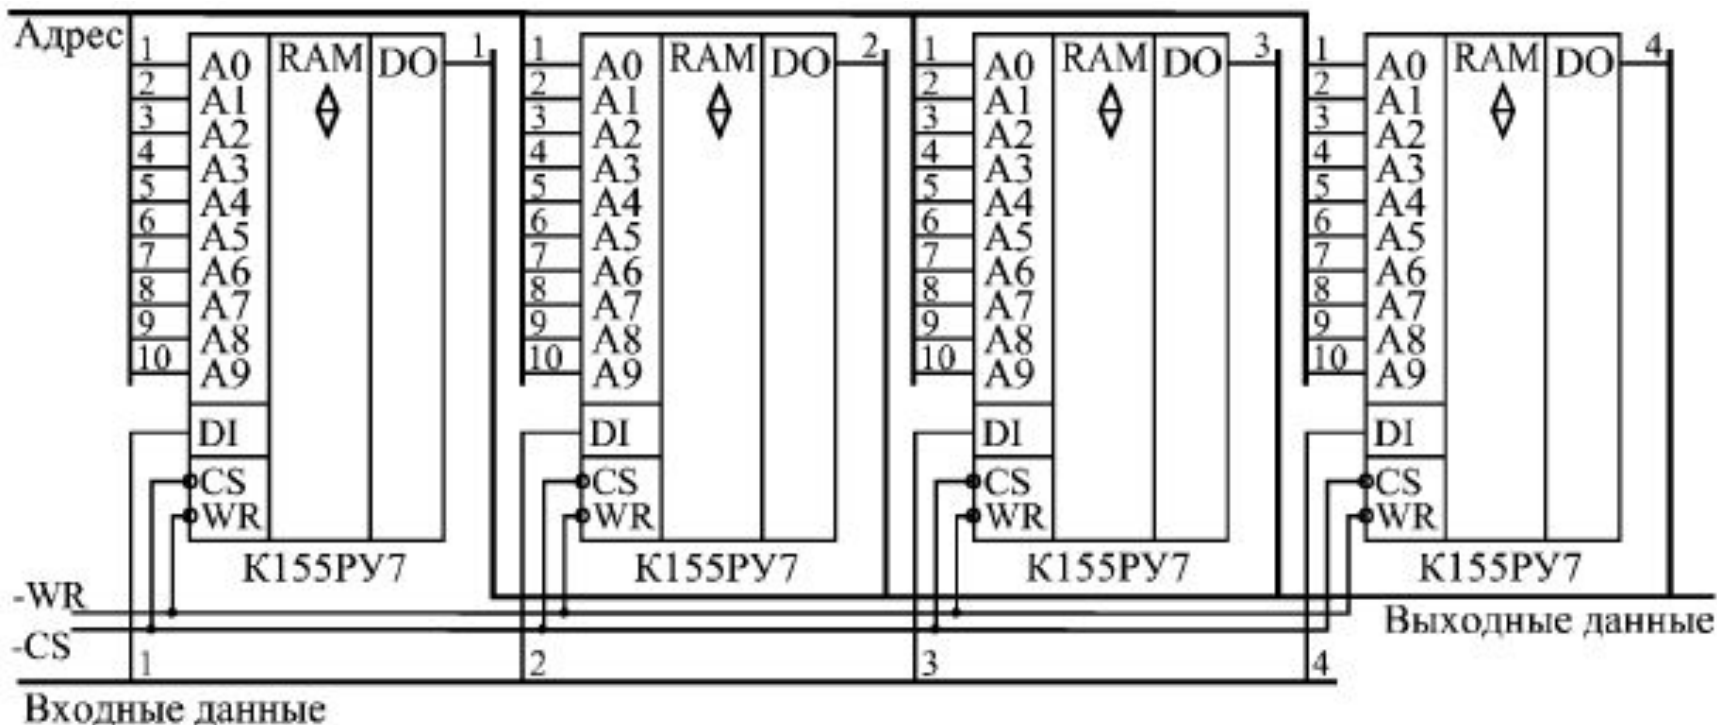 Адрес
1 A0 RAM DO 1
2 A1
3 A2
4 A3
5 A4
6 A5
7 A6
8 A7
9 A8
10 A9
DI
CS
WR
К155РУ7
1 A0 RAM DO 2
2 A1
3 A2
4 A3
5 A4
6 A5
7 A6
8 A7
9 A8
10 A9
DI
CS
WR
К155РУ7
1 A0 RAM DO 3
2 A1
3 A2
4 A3
5 A4
6 A5
7 A6
8 A7
9 A8
10 A9
DI
CS
WR
К155РУ7
1 A0 RAM DO 4
2 A1
3 A2
4 A3
5 A4
6 A5
7 A6
8 A7
9 A8
10 A9
DI
CS
WR
К155РУ7
-WR
Выходные данные
-CS
1 2 3 4
Входные данные